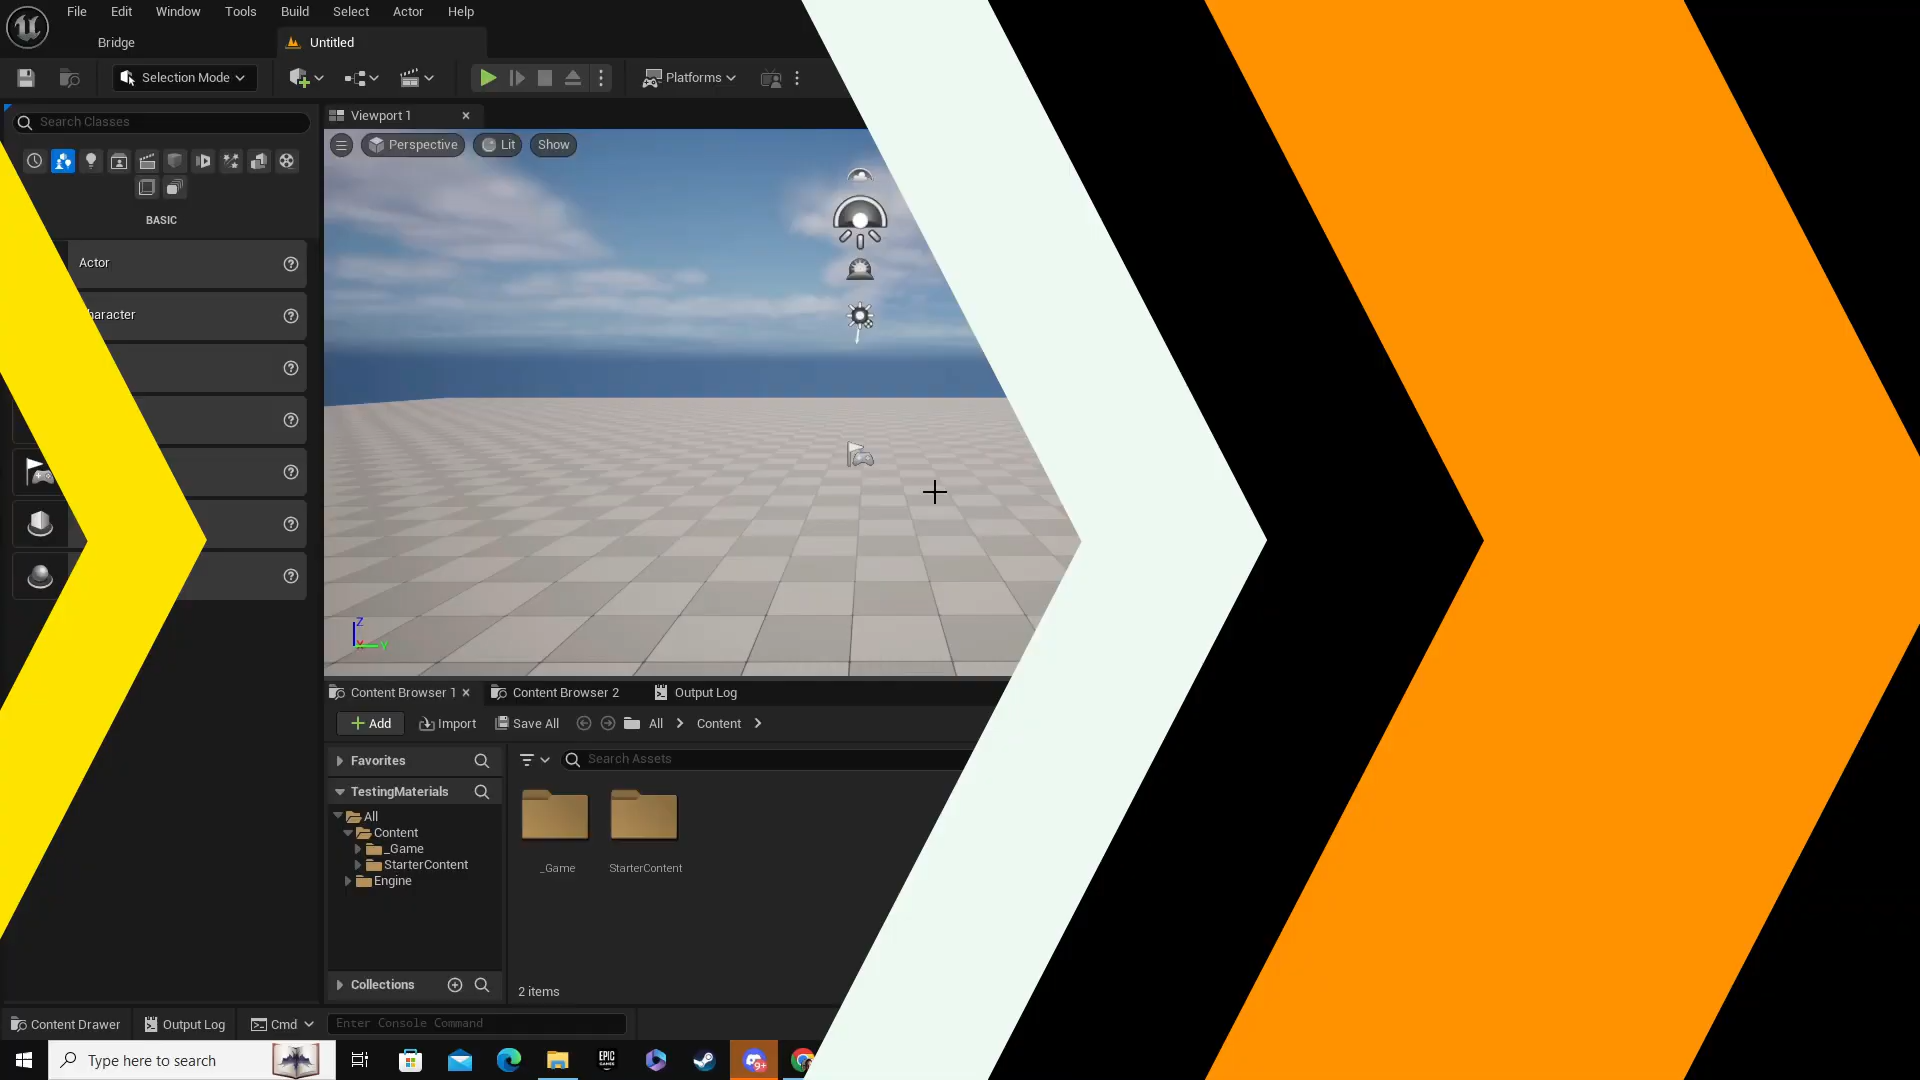 File Edit Window Tools Build Select Actor Help
Bridge
Untitled
Selection Mode
Platforms
Search Classes
Viewport 1
Perspective Lit Show
BASIC
Actor
haracter
Z
Y
Content Browser 1 Content Browser 2 Output Log
Add Import Save All All Content
Favorites
Search Assets
TestingMaterials
All
Content
_Game
StarterContent
Engine
_Game StarterContent
Collections
2 items
Content Drawer Output Log Cmd Enter Console Command
Type here to search
EPIC GAMES
9+